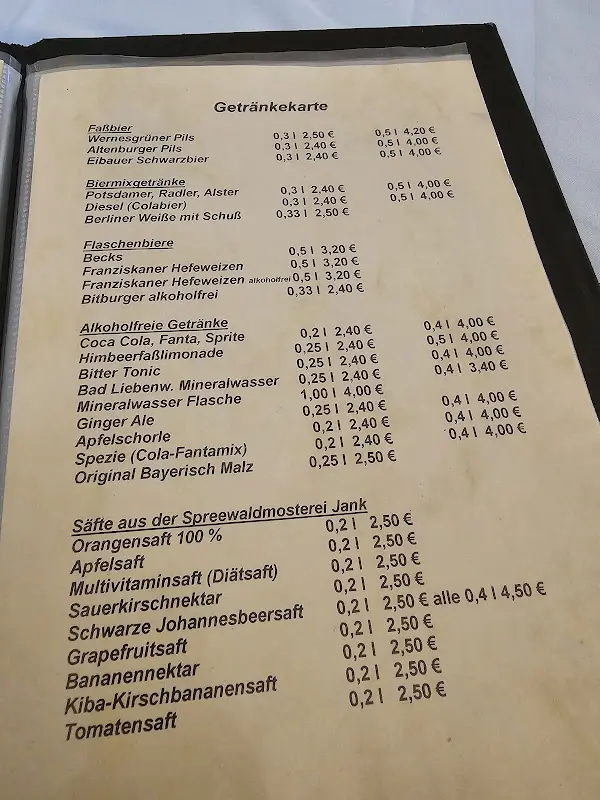 Getränkekarte
Faßbier
Wernesgrüner Pils 0,3 l 2,50 € 0,5 l 4,20 €
Altenburger Pils 0,3 l 2,40 € 0,5 l 4,00 €
Eibauer Schwarzbier 0,3 l 2,40 € 0,5 l 4,00 €
Biermixgetränke
Potsdamer, Radler, Alster 0,3 l 2,40 € 0,5 l 4,00 €
Diesel (Colabier) 0,3 l 2,40 € 0,5 l 4,00 €
Berliner Weiße mit Schuß 0,33 l 2,50 €
Flaschenbiere
Becks 0,5 l 3,20 €
Franziskaner Hefeweizen 0,5 l 3,20 €
Franziskaner Hefeweizen alkoholfrei 0,5 l 3,20 €
Bitburger alkoholfrei 0,33 l 2,40 €
Alkoholfreie Getränke
Coca Cola, Fanta, Sprite 0,2 l 2,40 € 0,4 l 4,00 €
Himbeerfaßlimonade 0,25 l 2,40 € 0,5 l 4,00 €
Bitter Tonic 0,25 l 2,40 € 0,4 l 4,00 €
Bad Liebenw. Mineralwasser 0,25 l 2,40 € 0,4 l 3,40 €
Mineralwasser Flasche 1,00 l 4,00 €
Ginger Ale 0,25 l 2,40 € 0,4 l 4,00 €
Apfelschorle 0,2 l 2,40 € 0,4 l 4,00 €
Spezie (Cola-Fantamix) 0,2 l 2,40 € 0,4 l 4,00 €
Original Bayerisch Malz 0,25 l 2,50 €
Säfte aus der Spreewaldmosterei Jank
Orangensaft 100 % 0,2 l 2,50 €
Apfelsaft 0,2 l 2,50 €
Multivitaminsaft (Diätsaft) 0,2 l 2,50 €
Sauerkirschnektar 0,2 l 2,50 €
Schwarze Johannesbeersaft 0,2 l 2,50 € alle 0,4 l 4,50 €
Grapefruitsaft 0,2 l 2,50 €
Bananennektar 0,2 l 2,50 €
Kiba-Kirschbananensaft 0,2 l 2,50 €
Tomatensaft 0,2 l 2,50 €